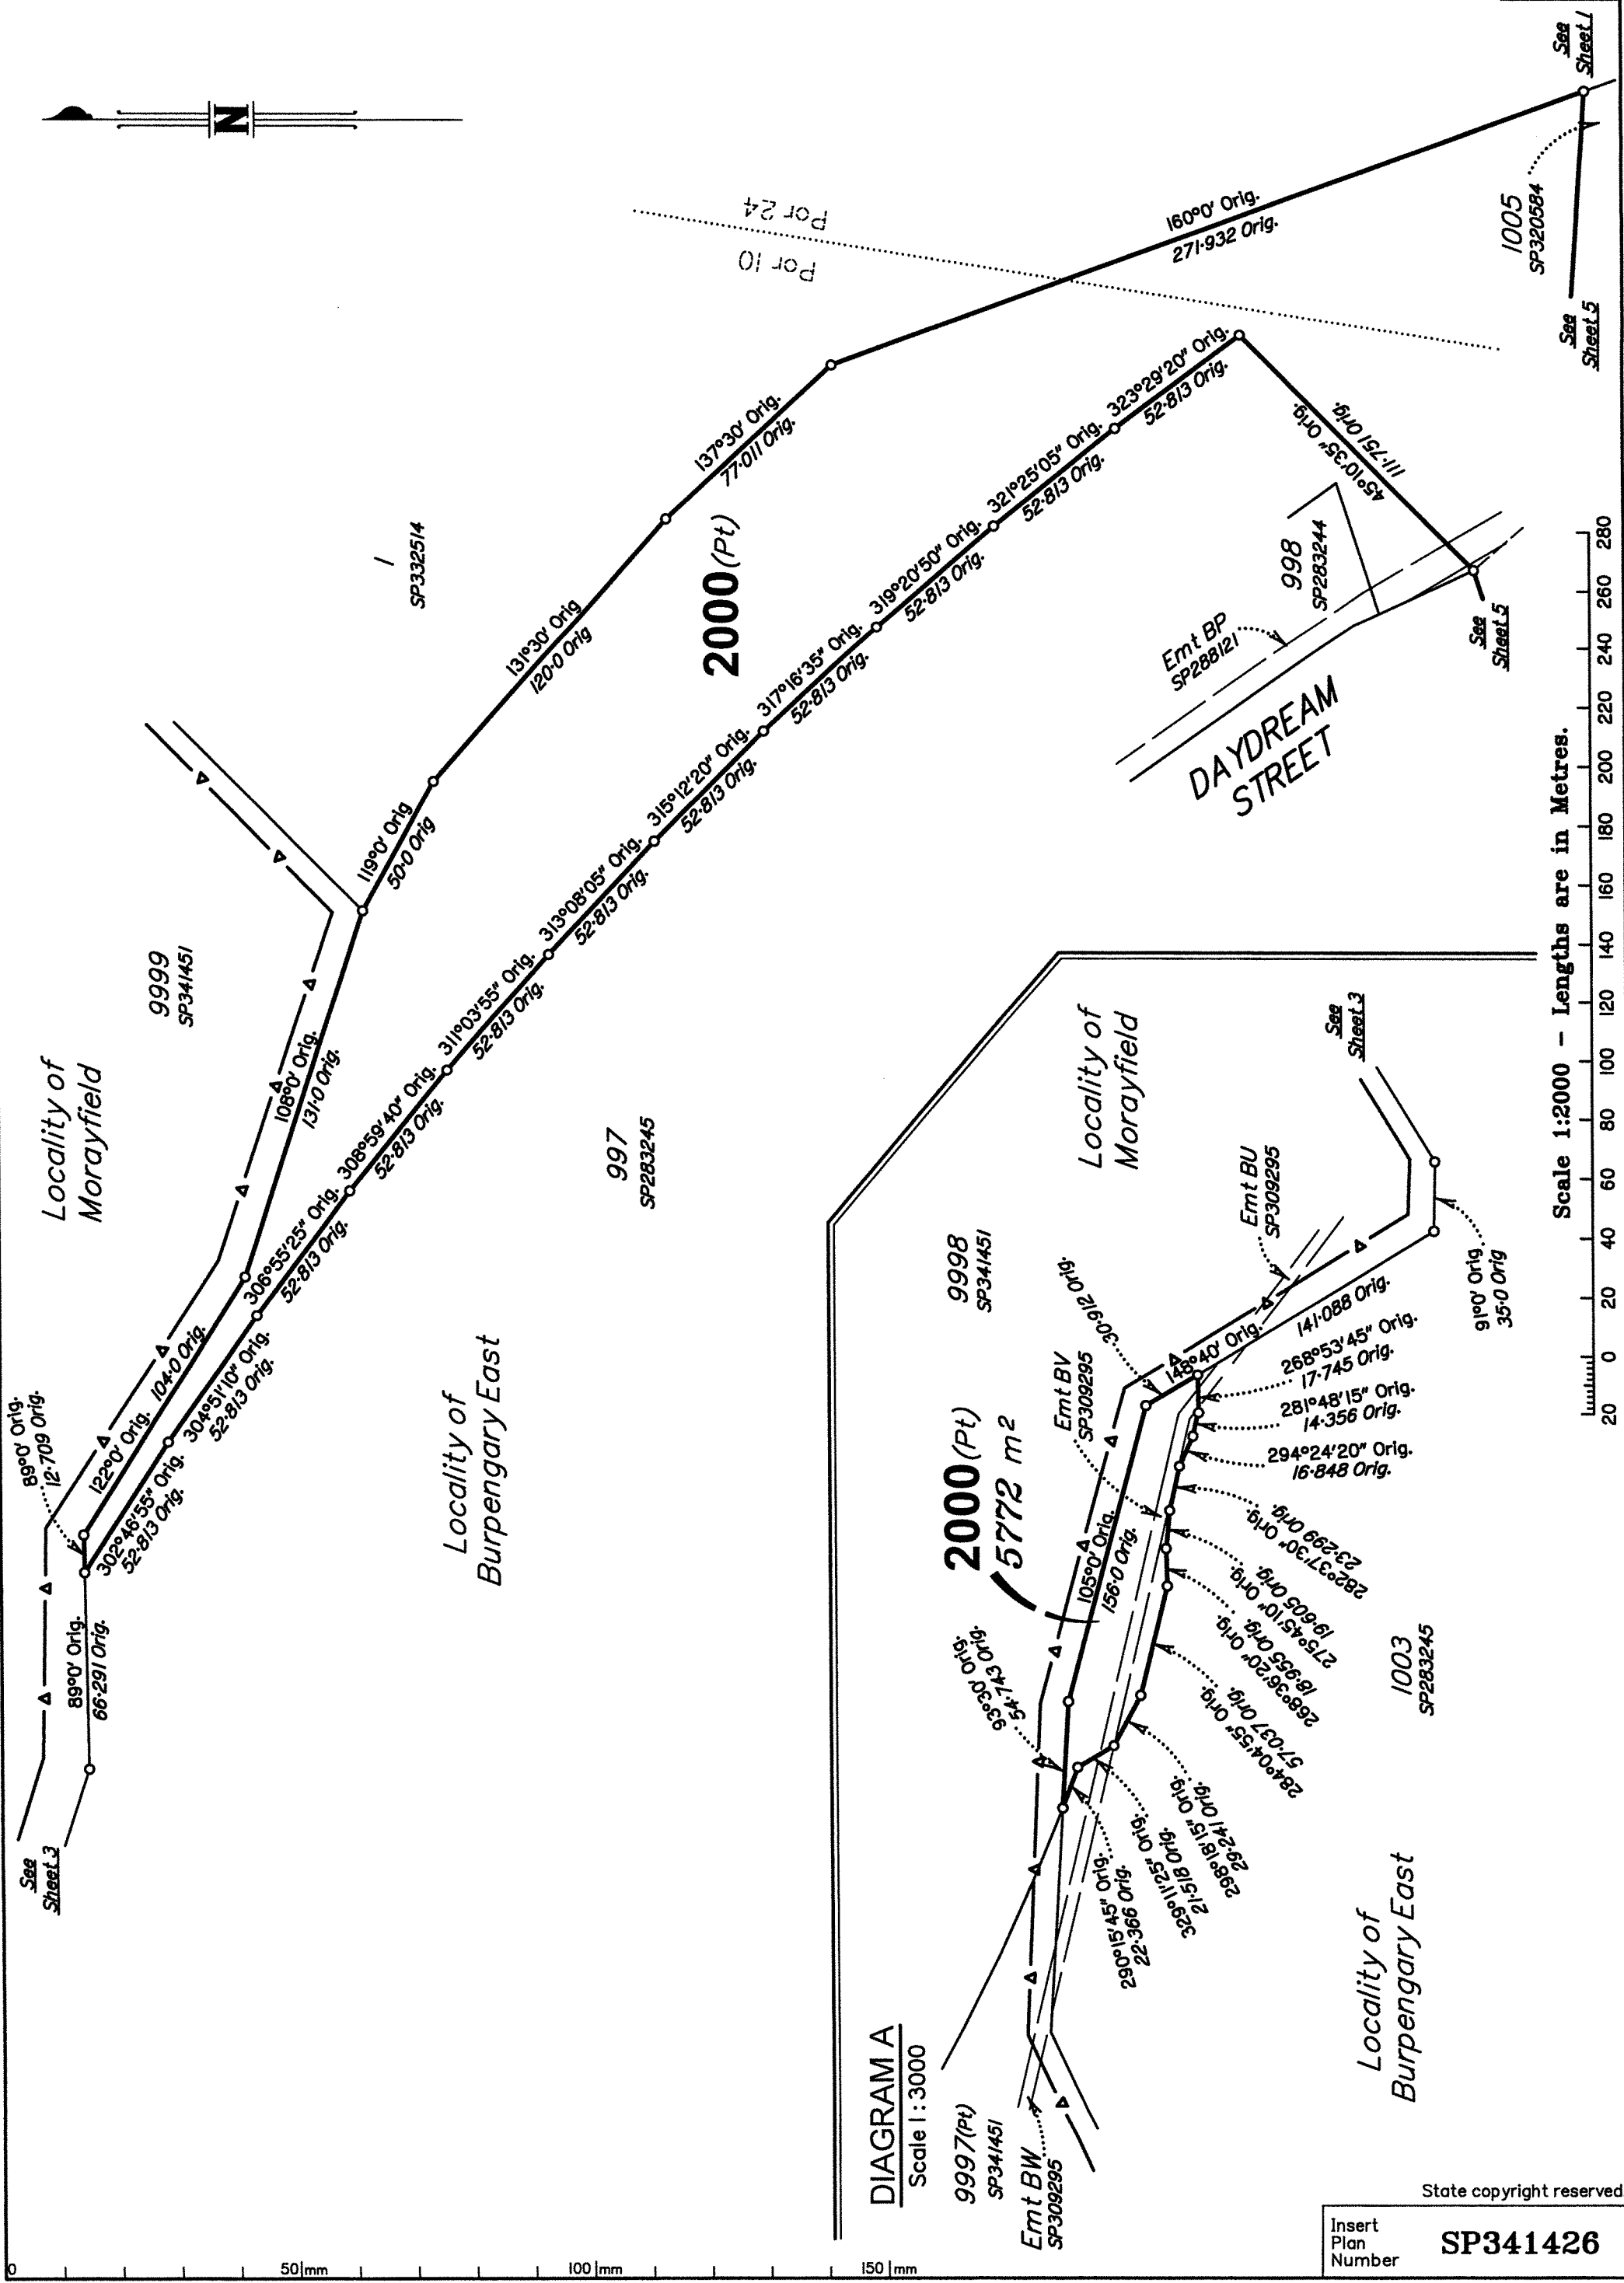 See
Sheet 3
89°0' Orig.
66·291 Orig.
89°0' Orig.
12·709 Orig.
122°0' Orig.
104·0 Orig.
108°0' Orig.
131·0 Orig.
119°0' Orig
50·0 Orig
131°30' Orig
120·0 Orig
137°30' Orig.
77·011 Orig.
160°0' Orig.
271·932 Orig.
Locality of
Morayfield
9999
SP341451
1
SP332514
N
Por 24
Por 10
2000(Pt)
302°46'55" Orig.
52·813 Orig.
304°51'10" Orig.
52·813 Orig.
306°55'25" Orig.
52·813 Orig.
308°59'40" Orig.
52·813 Orig.
311°03'55" Orig.
52·813 Orig.
313°08'05" Orig.
52·813 Orig.
315°12'20" Orig.
52·813 Orig.
317°16'35" Orig.
52·813 Orig.
319°20'50" Orig.
52·813 Orig.
321°25'05" Orig.
52·813 Orig.
323°29'20" Orig.
52·813 Orig.
45°10'35" Orig.
111·751 Orig.
Locality of
Burpengary East
997
SP283245
Emt BP
SP288121
998
SP283244
DAYDREAM
STREET
See
Sheet 5
See
Sheet 5
1005
SP320584
See
Sheet 1
DIAGRAM A
Scale 1:3000
9997(Pt)
SP341451
Emt BW
SP309295
93°30' Orig.
54·743 Orig.
2000(Pt)
5772 m²
105°0' Orig.
156·0 Orig.
Emt BV
SP309295
30·912 Orig.
9998
SP341451
148°40' Orig.
141·088 Orig.
Emt BU
SP309295
Locality of
Morayfield
See
Sheet 3
91°0' Orig
35·0 Orig
268°53'45" Orig.
17·745 Orig.
281°48'15" Orig.
14·356 Orig.
294°24'20" Orig.
16·848 Orig.
282°37'30" Orig.
23·299 Orig.
275°45'10" Orig.
19·605 Orig.
268°36'20" Orig.
18·955 Orig.
284°04'55" Orig.
57·037 Orig.
298°18'15" Orig.
29·241 Orig.
329°11'25" Orig.
21·518 Orig.
290°15'45" Orig.
22·366 Orig.
1003
SP283245
Locality of
Burpengary East
Scale 1:2000 – Lengths are in Metres.
20 0 20 40 60 80 100 120 140 160 180 200 220 240 260 280
0 50 mm 100 mm 150 mm
State copyright reserved
Insert
Plan
Number
SP341426